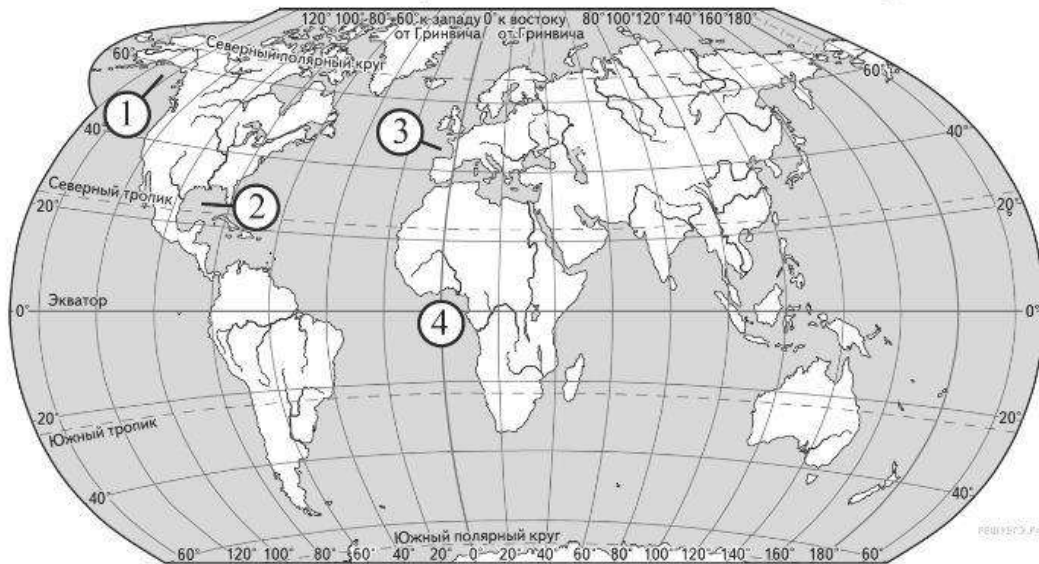 120° 100° 80° 60° к западу 0° к востоку 80° 100° 120° 140° 160° 180°
от Гринвича от Гринвича
Северный полярный круг
60° 60°
1
3
40° 40°
Северный тропик
2
20° 20°
Экватор
0° 4 0°
20° 20°
Южный тропик
40° 40°
Южный полярный круг
60° 120° 100° 80° 60° 40° 20° 0° 20° 40° 60° 80° 100° 120° 140° 160° 180° 60°